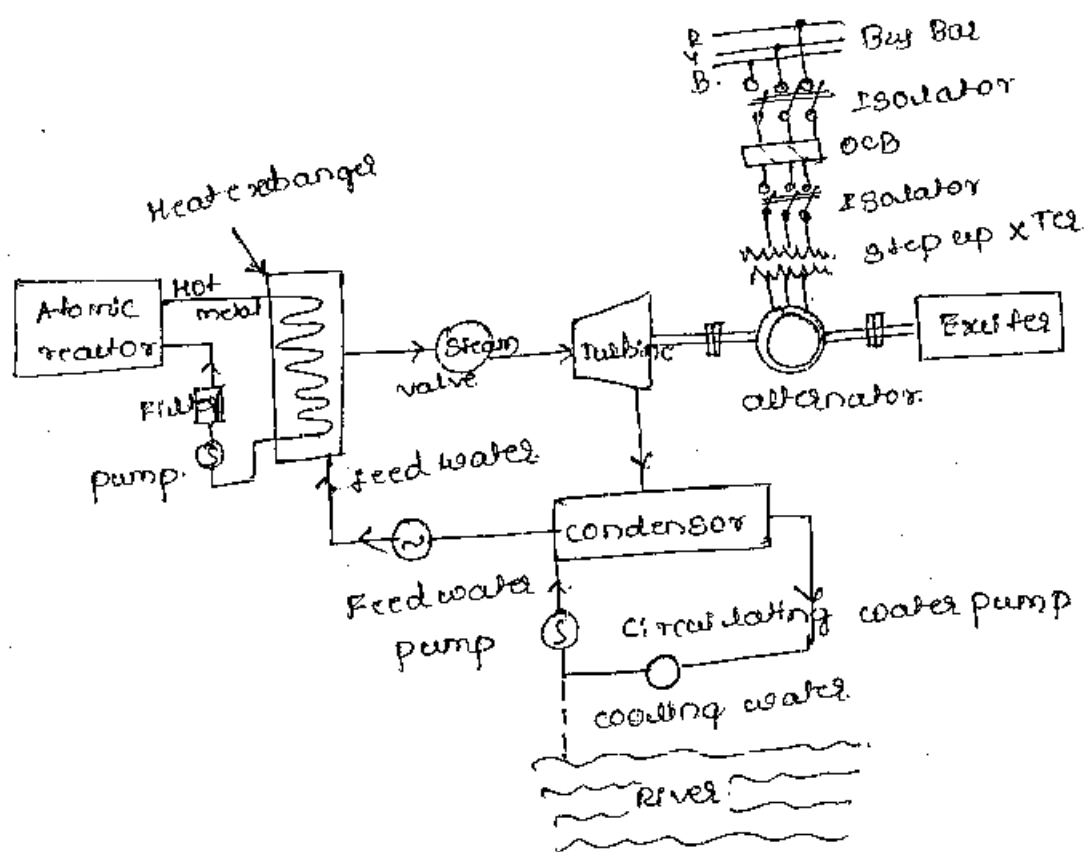 R
Y
B.
Bus Bar
Isolator
OCB
Isolator
Step up x Ter
Heat exchanger
Atomic
reactor
Hot
metal
Filter
pump.
Steam
valve
Turbine
Exciter
alternator.
feed water
condensor
Feed water
pump
S
S
Circulating water pump
cooling water
River